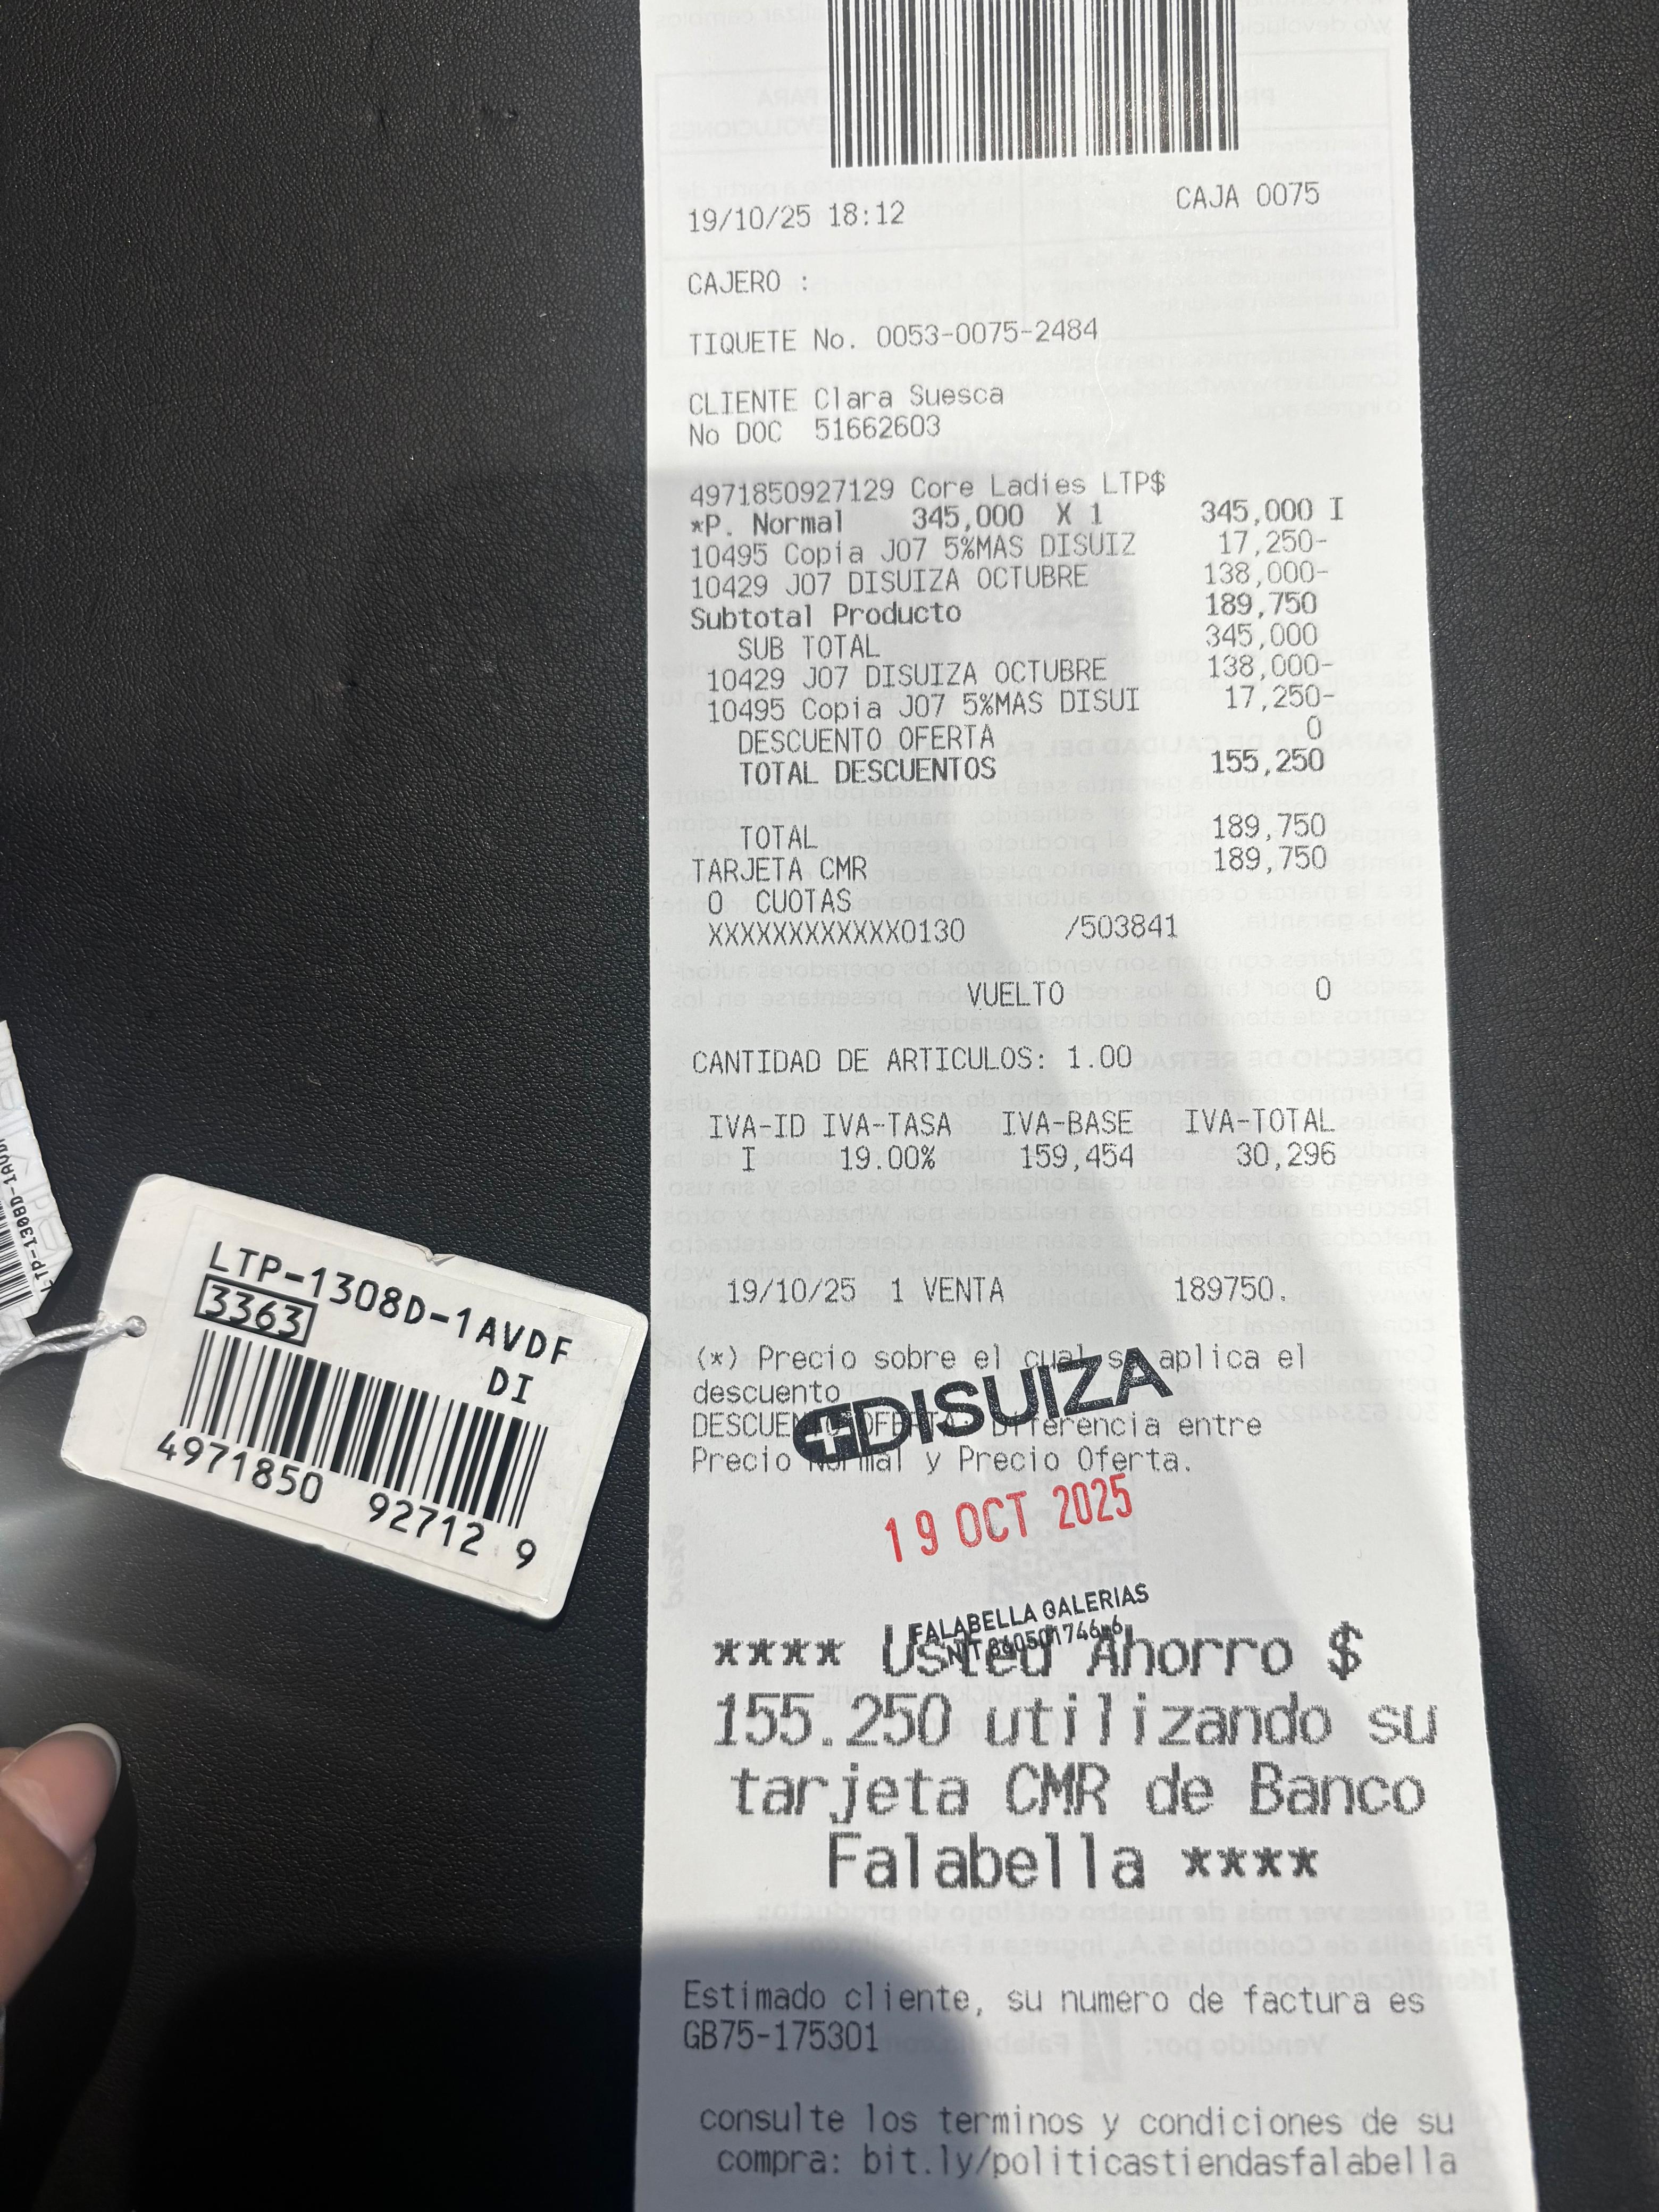 19/10/25 18:12 CAJA 0075
CAJERO :
TIQUETE No. 0053-0075-2484
CLIENTE Clara Suesca
No DOC 51662603
4971850927129 Core Ladies LTP$
*P. Normal 345,000 X 1 345,000 I
10495 Copia J07 5%MAS DISUIZ 17,250-
10429 J07 DISUIZA OCTUBRE 138,000-
Subtotal Producto 189,750
SUB TOTAL 345,000
10429 J07 DISUIZA OCTUBRE 138,000-
10495 Copia J07 5%MAS DISUI 17,250-
DESCUENTO OFERTA 0
TOTAL DESCUENTOS 155,250
TOTAL 189,750
TARJETA CMR 189,750
0 CUOTAS
XXXXXXXXXXXX0130 /503841
VUELTO 0
CANTIDAD DE ARTICULOS: 1.00
IVA-ID IVA-TASA IVA-BASE IVA-TOTAL
I 19.00% 159,454 30,296
19/10/25 1 VENTA 189750.
(*) Precio sobre el cual se aplica el
descuento
DESCUENTO OFERTA: Diferencia entre
Precio Normal y Precio Oferta.
DISUIZA
19 OCT 2025
FALABELLA GALERIAS
NIT 860501746-6
**** Usted Ahorro $
155.250 utilizando su
tarjeta CMR de Banco
Falabella ****
Estimado cliente, su numero de factura es
GB75-175301
consulte los terminos y condiciones de su
compra: bit.ly/politicastiendasfalabella
LTP-1308D-1AVDF
3363
DI
4971850 92712 9